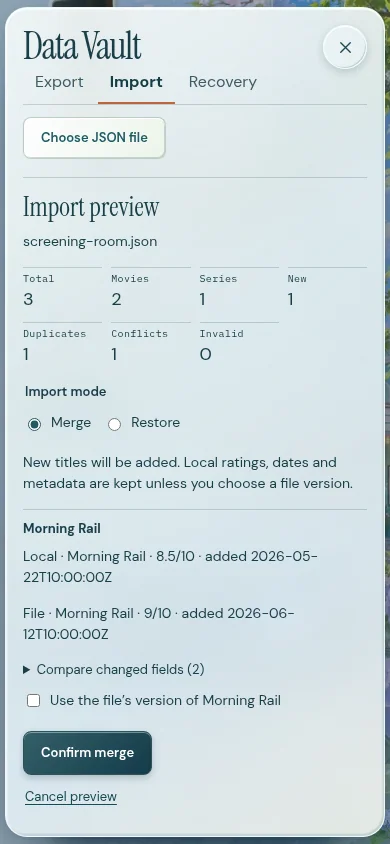 Data Vault
Export Import Recovery
Choose JSON file
Import preview
screening-room.json
Total Movies Series New
3 2 1 1
Duplicates Conflicts Invalid
1 1 0
Import mode
Merge Restore
New titles will be added. Local ratings, dates and
metadata are kept unless you choose a file version.
Morning Rail
Local · Morning Rail · 8.5/10 · added 2026-05-
22T10:00:00Z
File · Morning Rail · 9/10 · added 2026-06-
12T10:00:00Z
Compare changed fields (2)
Use the file’s version of Morning Rail
Confirm merge
Cancel preview